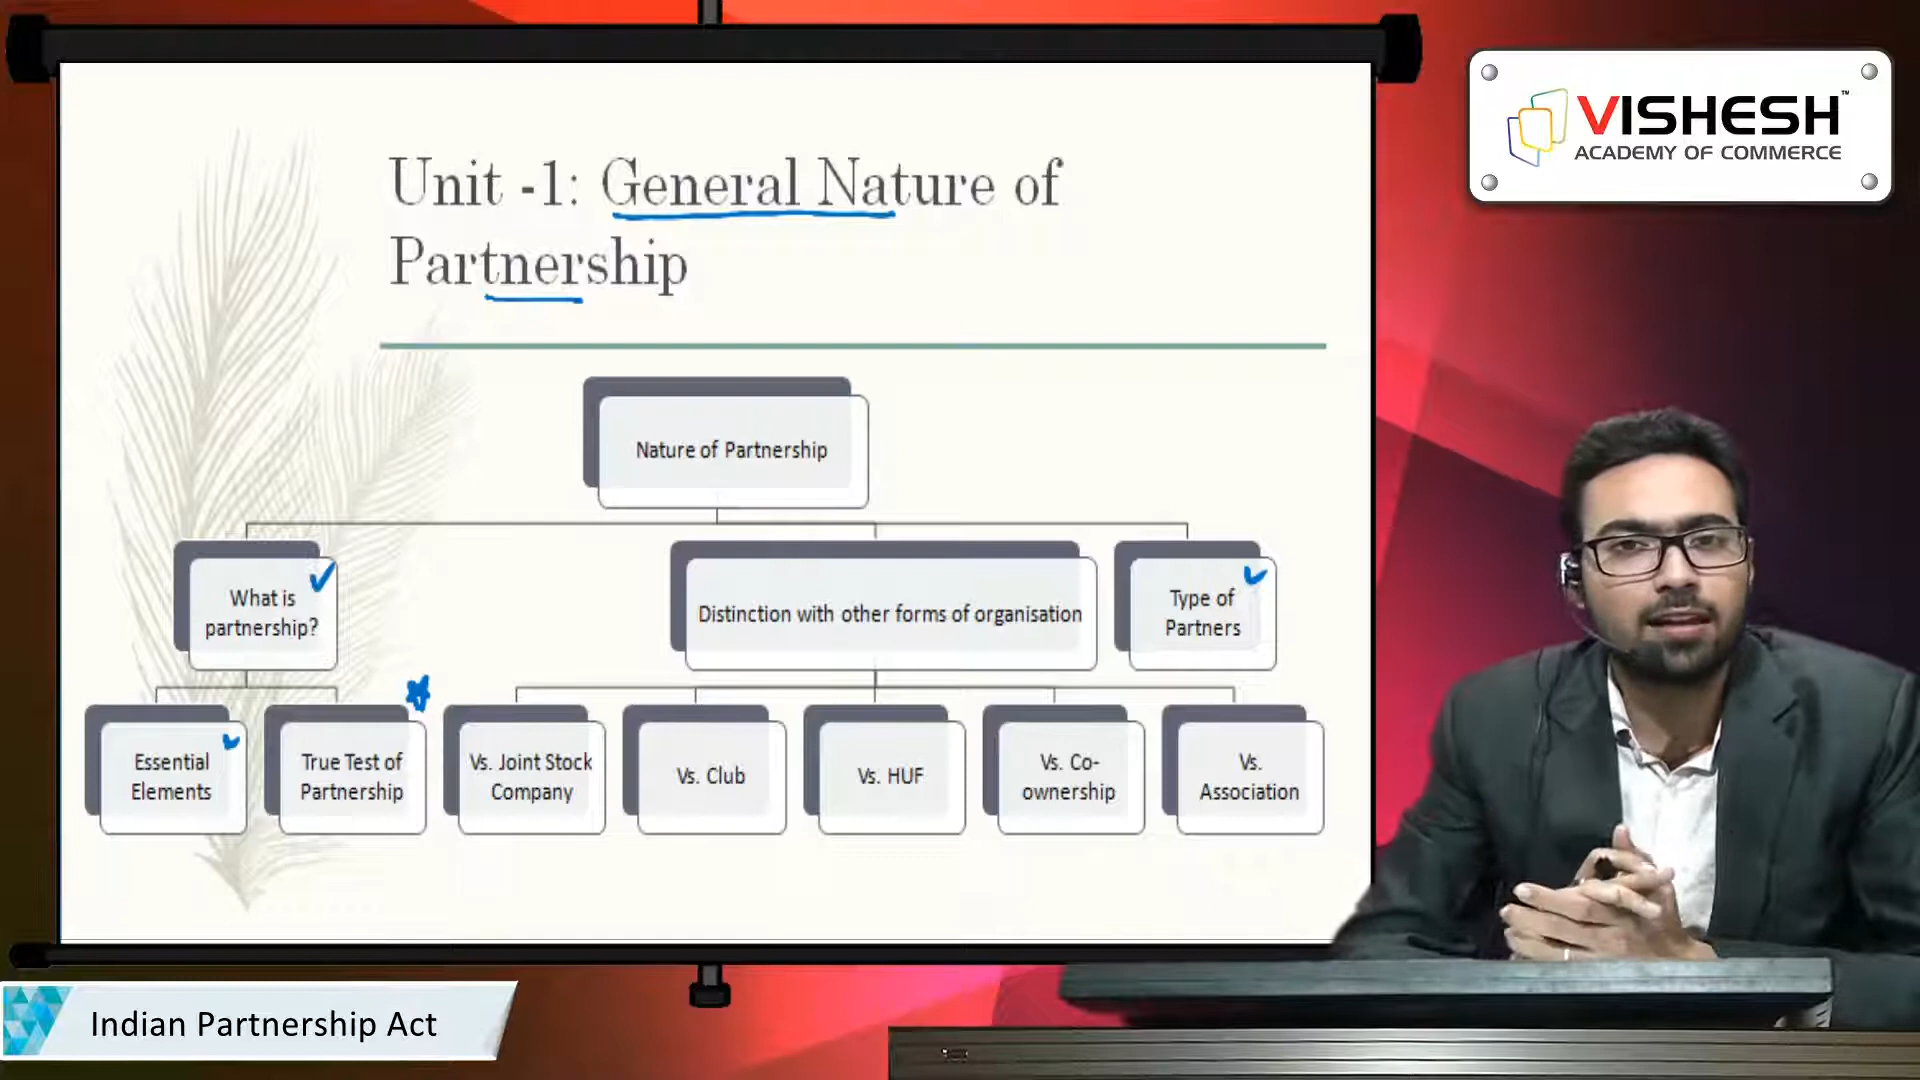 Unit -1: General Nature of
Partnership
Nature of Partnership
What is
partnership?
Distinction with other forms of organisation
Type of
Partners
Essential
Elements
True Test of
Partnership
Vs. Joint Stock
Company
Vs. Club
Vs. HUF
Vs. Co-
ownership
Vs.
Association
VISHESH™
ACADEMY OF COMMERCE
Indian Partnership Act